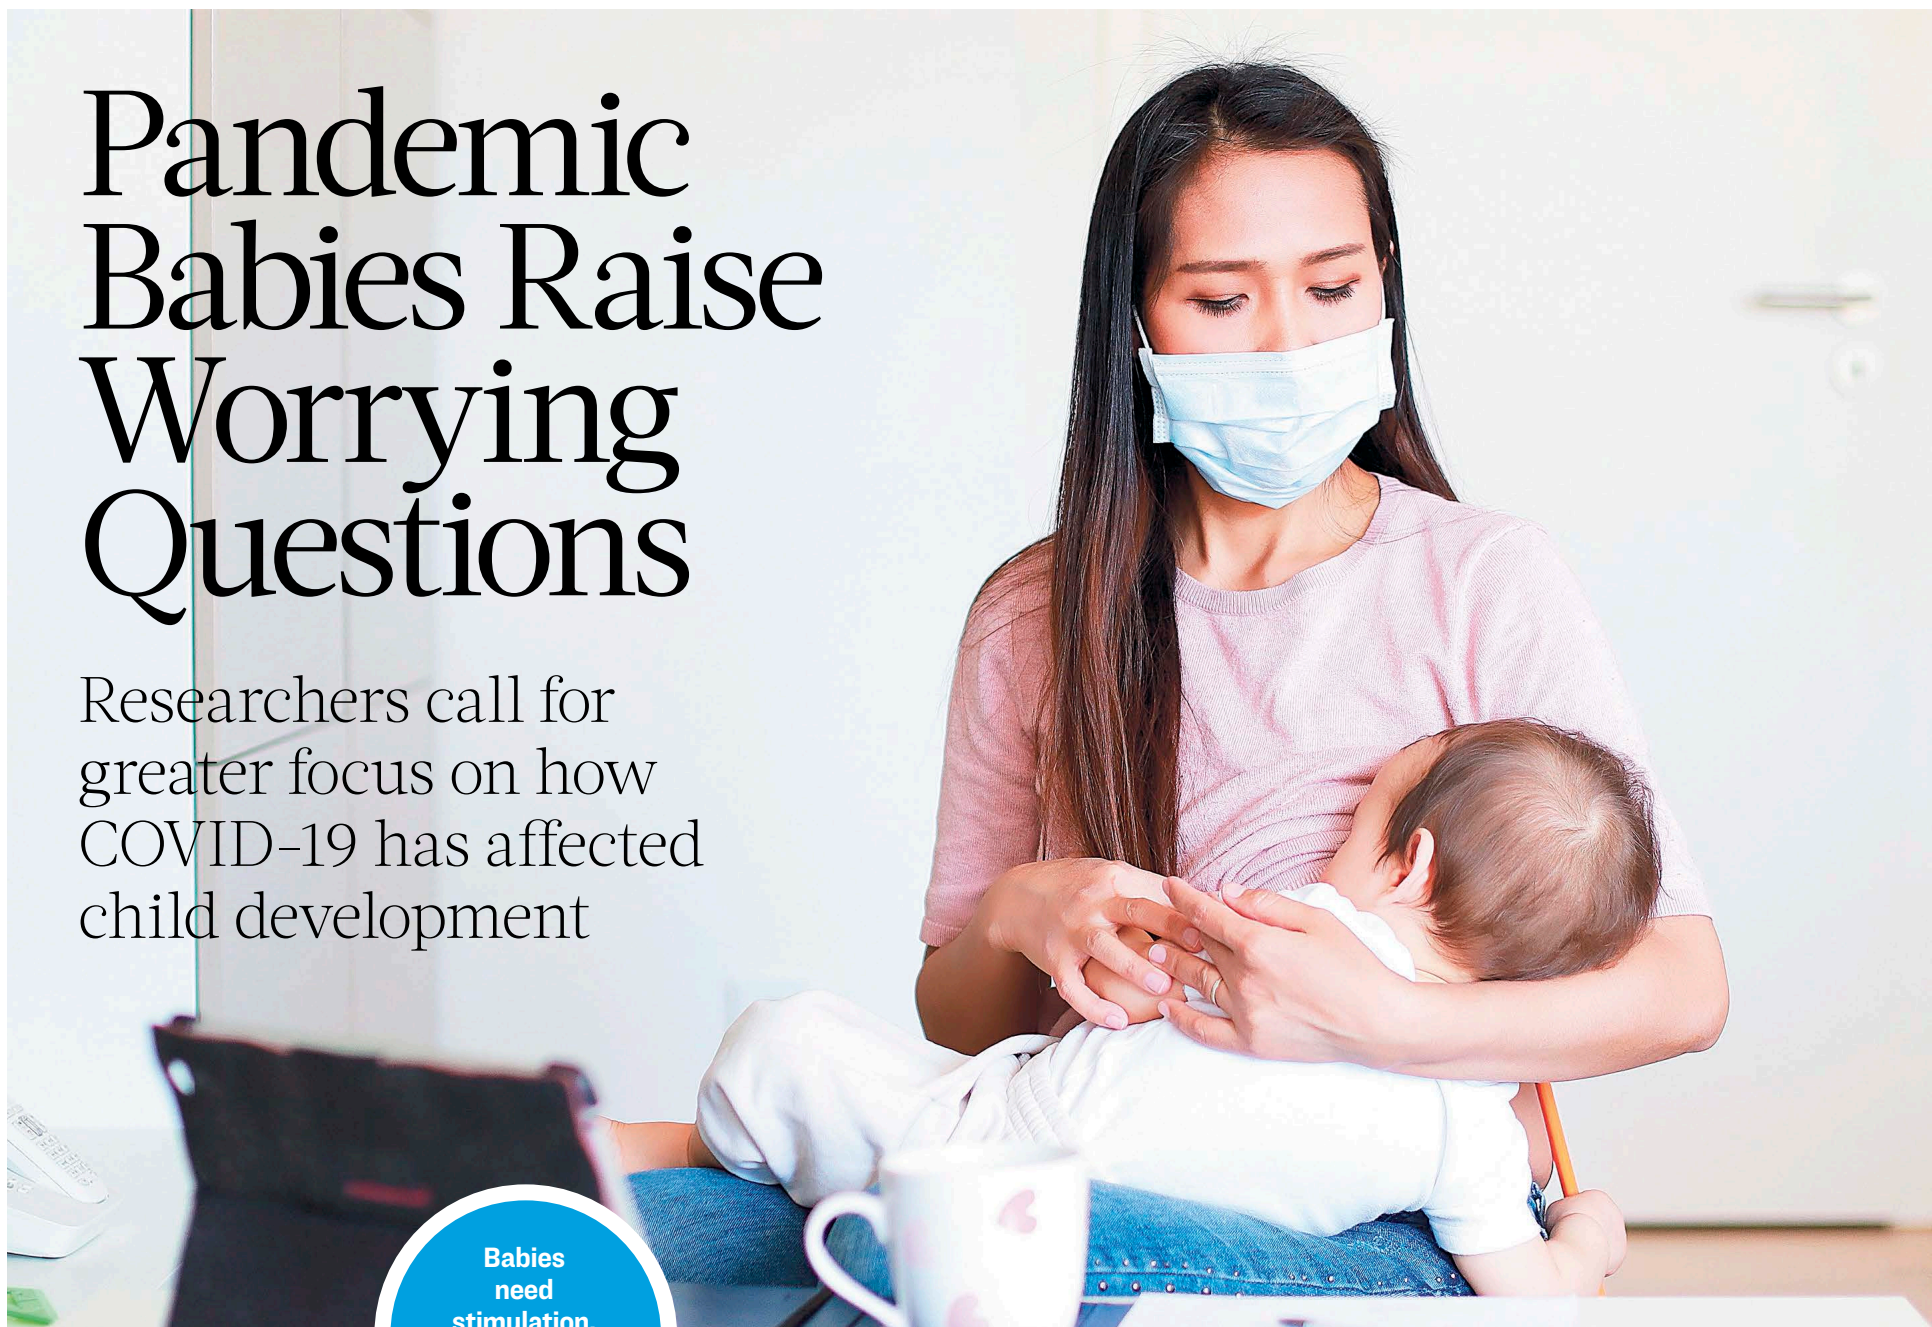 Pandemic
Babies Raise
Worrying
Questions
Researchers call for
greater focus on how
COVID-19 has affected
child development
Babies
need
stimulation,